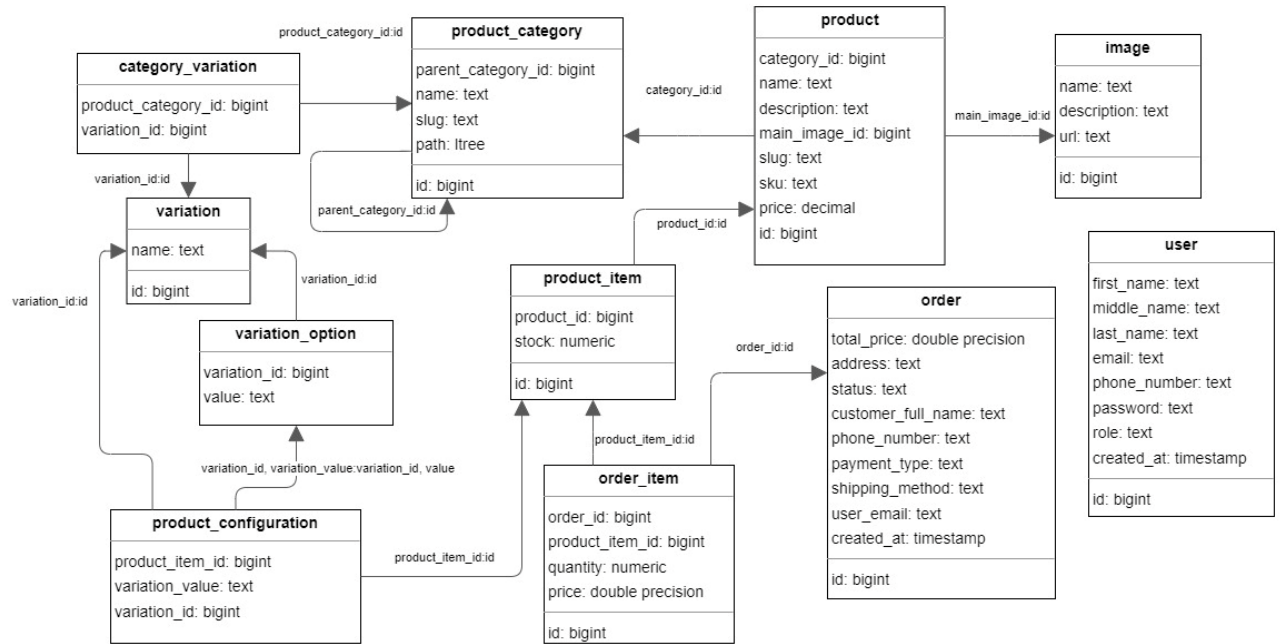 product_category_id:id
category_variation
product_category_id: bigint
variation_id: bigint
product_category
parent_category_id: bigint
name: text
slug: text
path: ltree
id: bigint
parent_category_id:id
category_id:id
product
category_id: bigint
name: text
description: text
main_image_id: bigint
slug: text
sku: text
price: decimal
id: bigint
main_image_id:id
image
name: text
description: text
url: text
id: bigint
variation_id:id
variation
name: text
id: bigint
variation_id:id
variation_id:id
variation_option
variation_id: bigint
value: text
variation_id, variation_value:variation_id, value
product_configuration
product_item_id: bigint
variation_value: text
variation_id: bigint
product_item_id:id
product_id:id
product_item
product_id: bigint
stock: numeric
id: bigint
product_item_id:id
order_item
order_id: bigint
product_item_id: bigint
quantity: numeric
price: double precision
id: bigint
order_id:id
order
total_price: double precision
address: text
status: text
customer_full_name: text
phone_number: text
payment_type: text
shipping_method: text
user_email: text
created_at: timestamp
id: bigint
user
first_name: text
middle_name: text
last_name: text
email: text
phone_number: text
password: text
role: text
created_at: timestamp
id: bigint